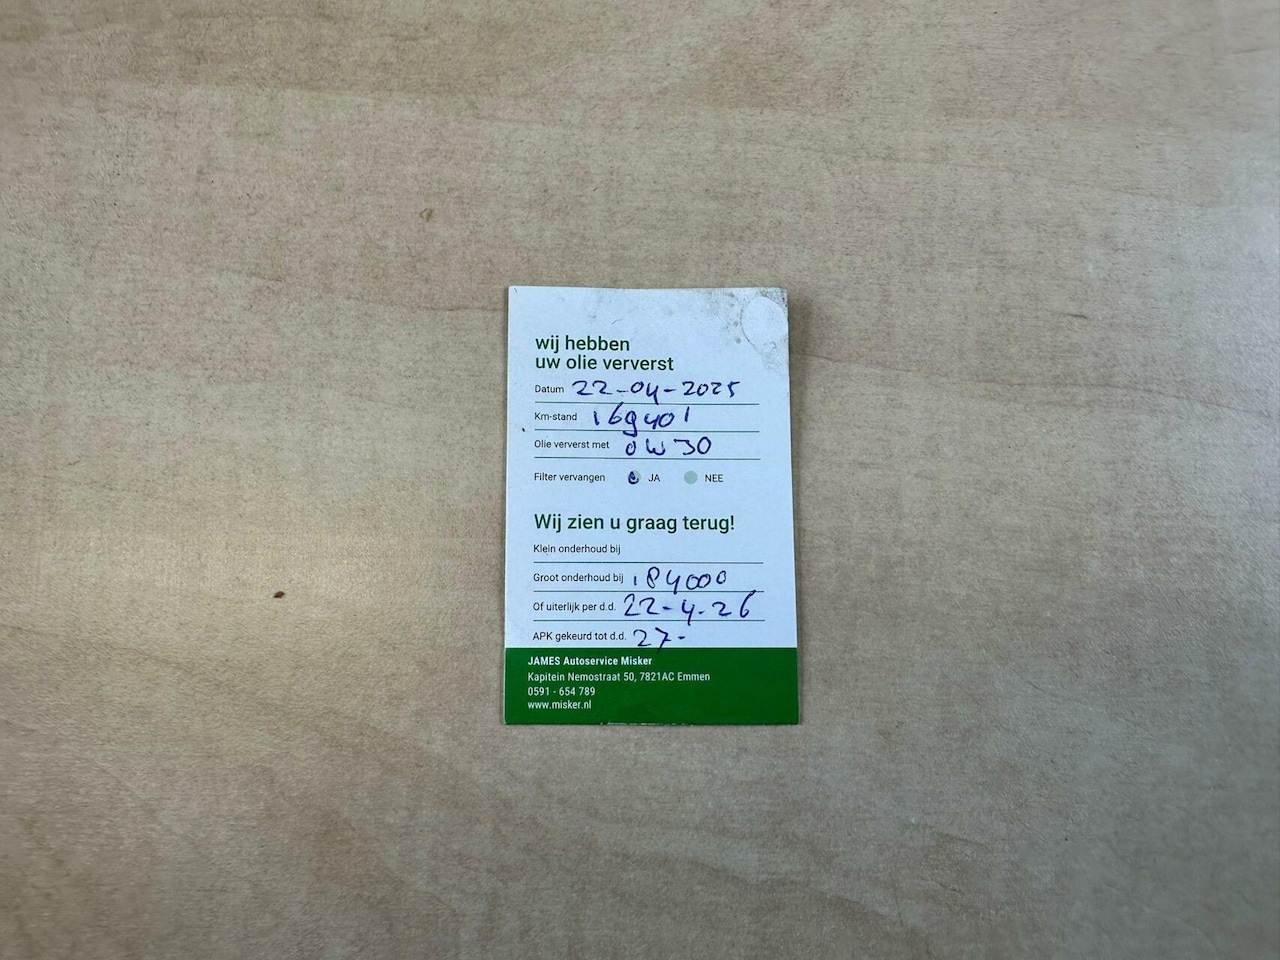 wij hebben
uw olie ververst
Datum 22-04-2025
Km-stand 169401
Olie ververst met 0W30
Filter vervangen JA NEE
Wij zien u graag terug!
Klein onderhoud bij
Groot onderhoud bij 184000
Of uiterlijk per d.d. 22-4-26
APK gekeurd tot d.d. 27-
JAMES Autoservice Misker
Kapitein Nemostraat 50, 7821AC Emmen
0591 - 654 789
www.misker.nl